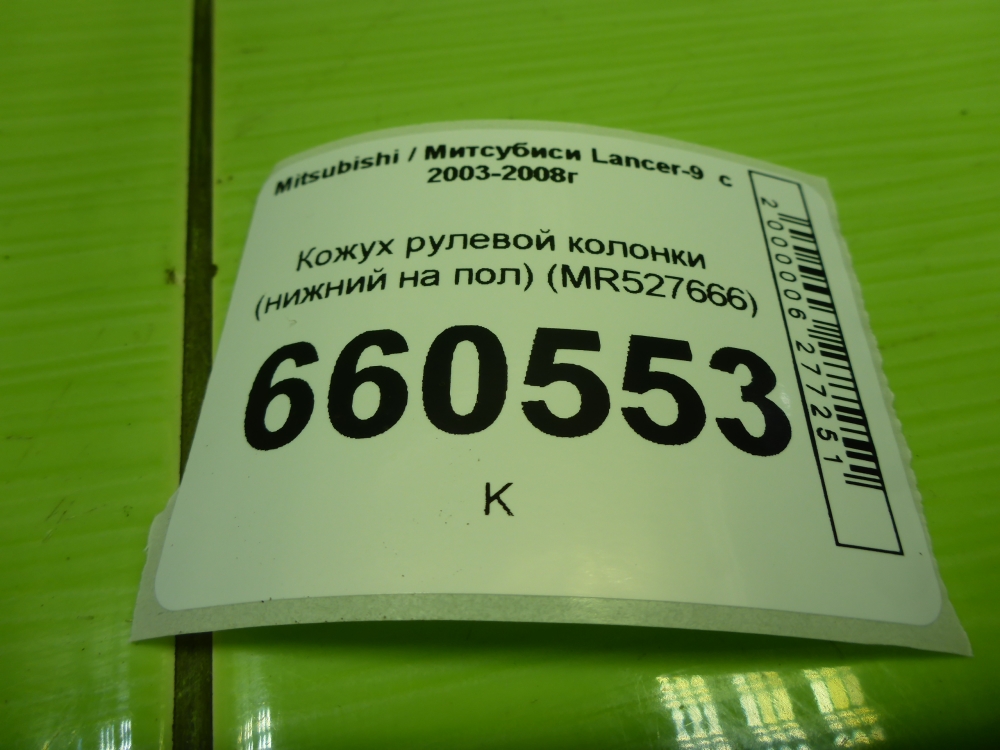 Mitsubishi / Митсубиси Lancer-9 с
2003-2008г
Кожух рулевой колонки
(нижний на пол) (MR527666)
660553
К
2000006277251